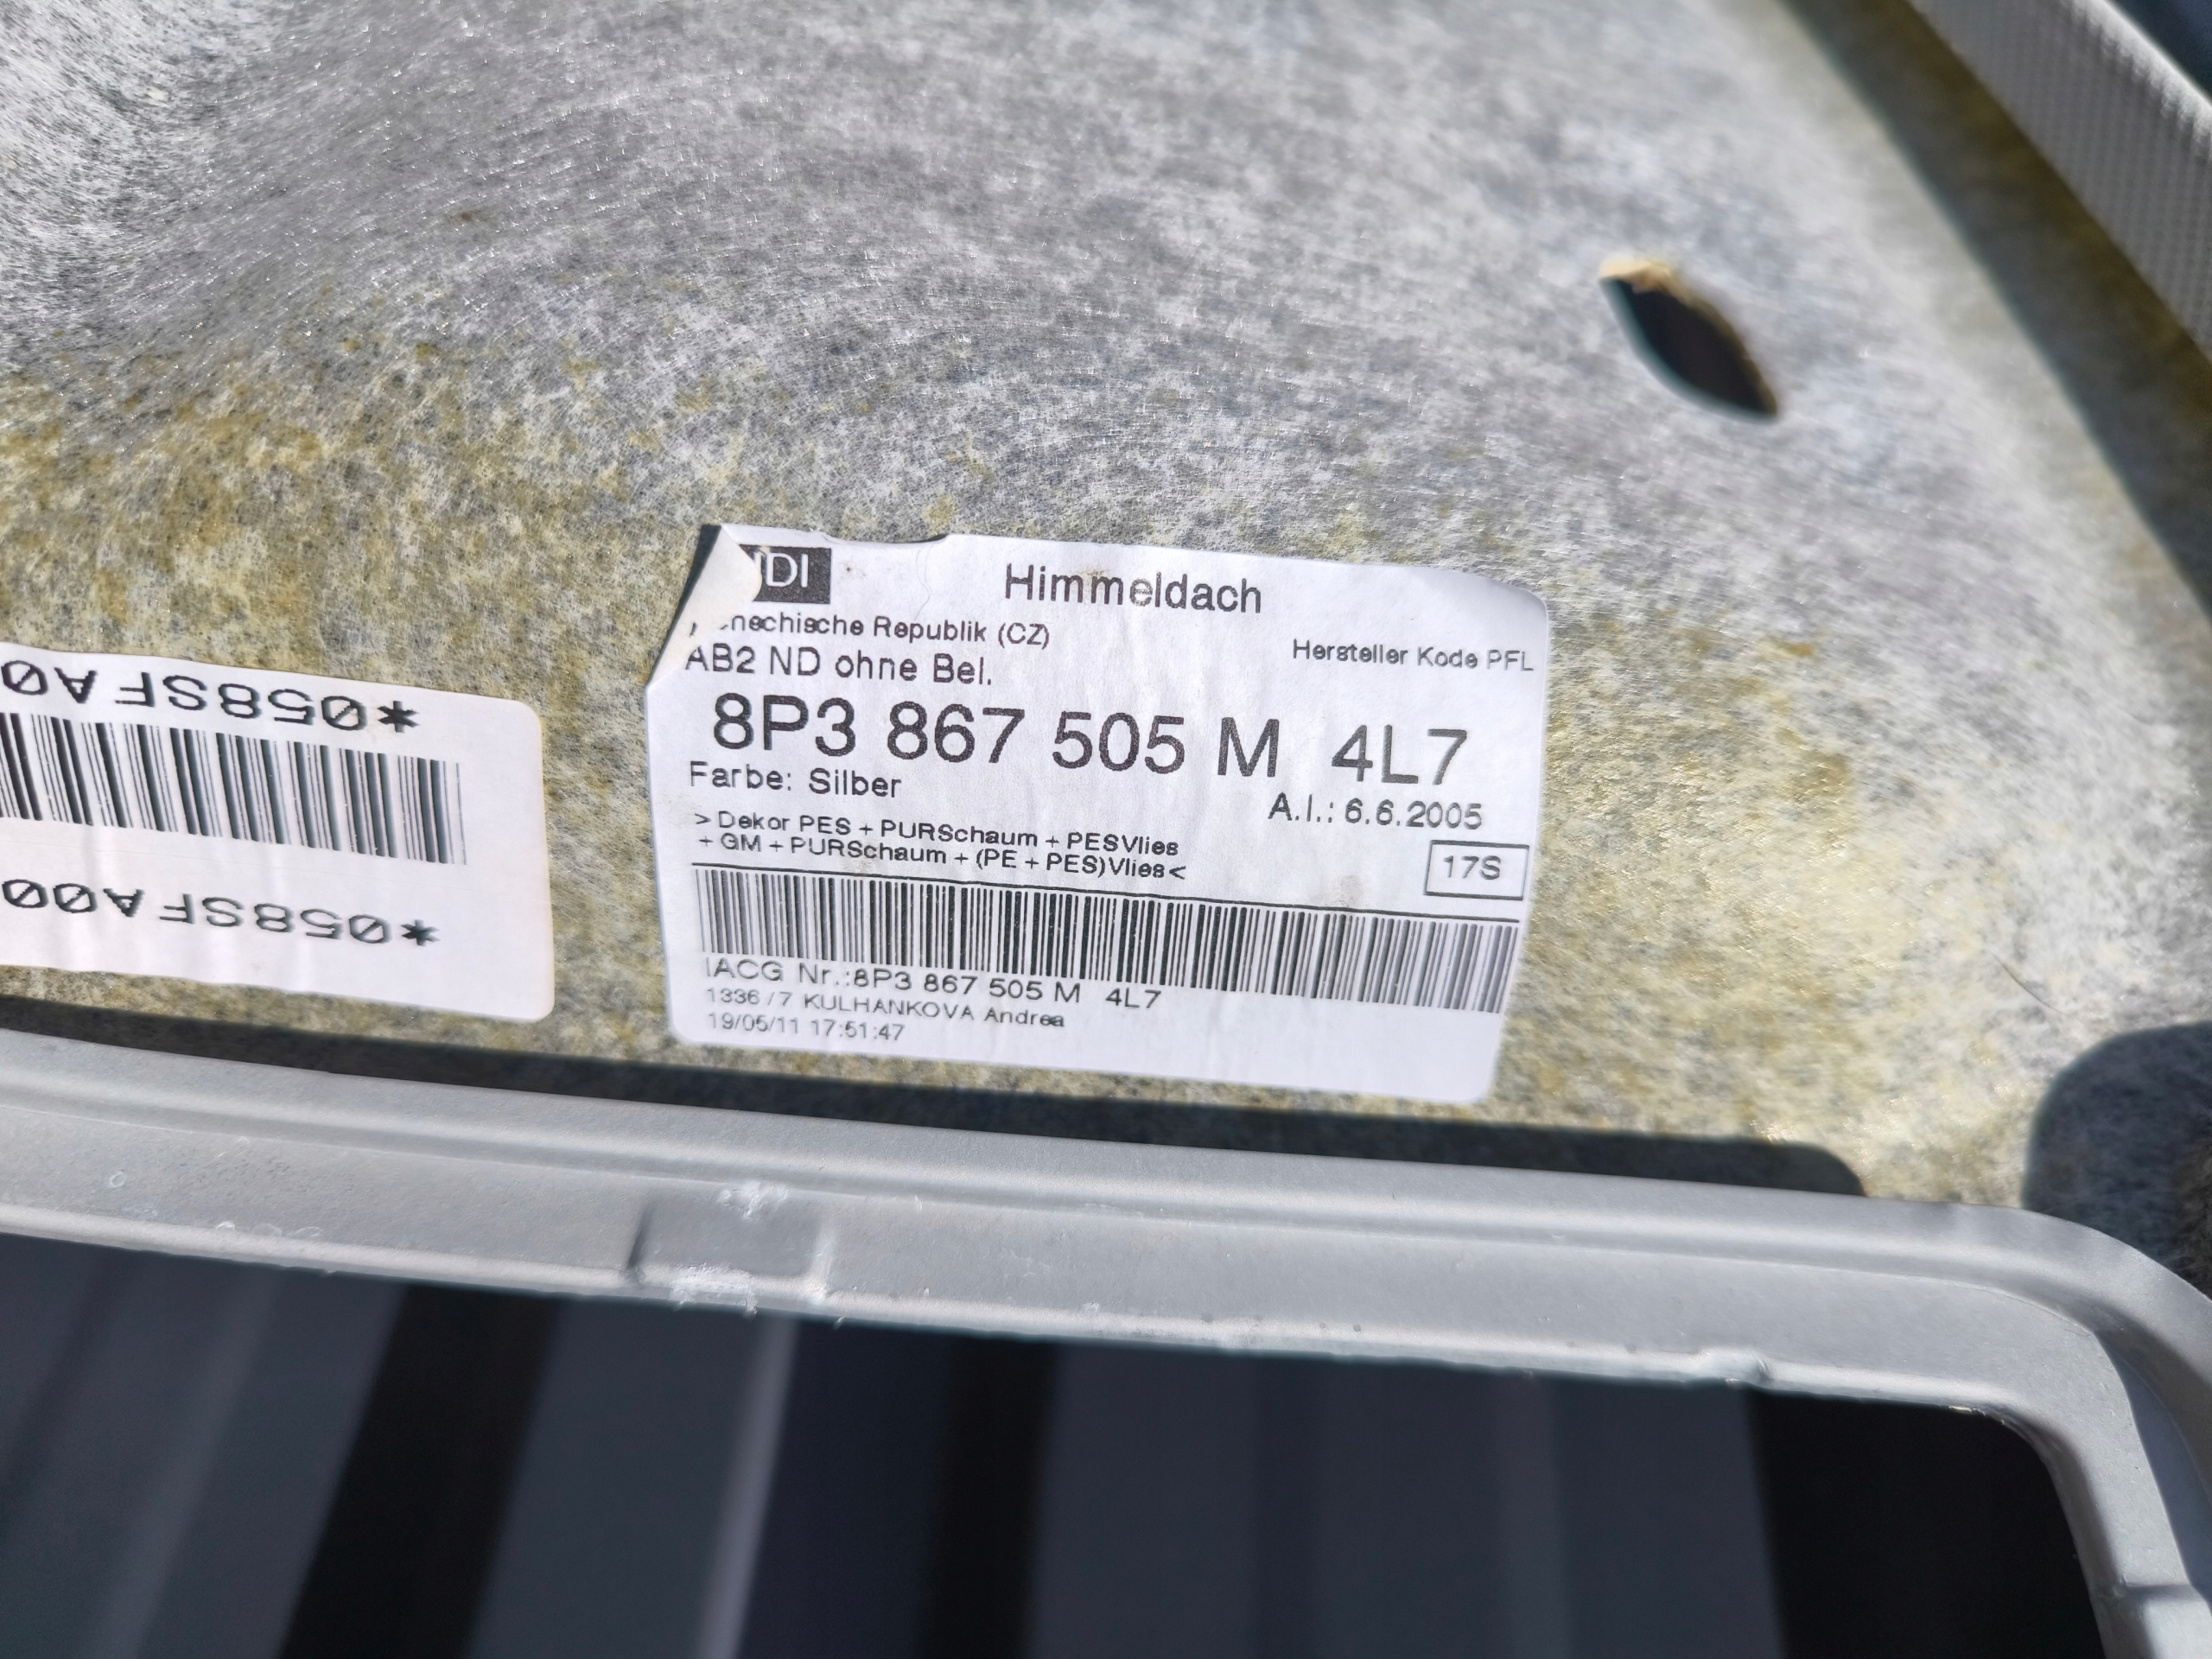 Himmeldach
Republik (CZ)
Hersteller Kode PFL
AB2 ND ohne Bel.
8P3 867 505 M 4L7
Farbe: Silber
A.I.: 6.6.2005
> Dekor PES + PURSchaum + PESVlies
+ GM + PURSchaum + (PE + PES)Vlies<
17S
IACG Nr.:8P3 867 505 M 4L7
1336/7 KULHANKOVA Andrea
19/05/11 17:51:47
*058SFA00
*058SFA0